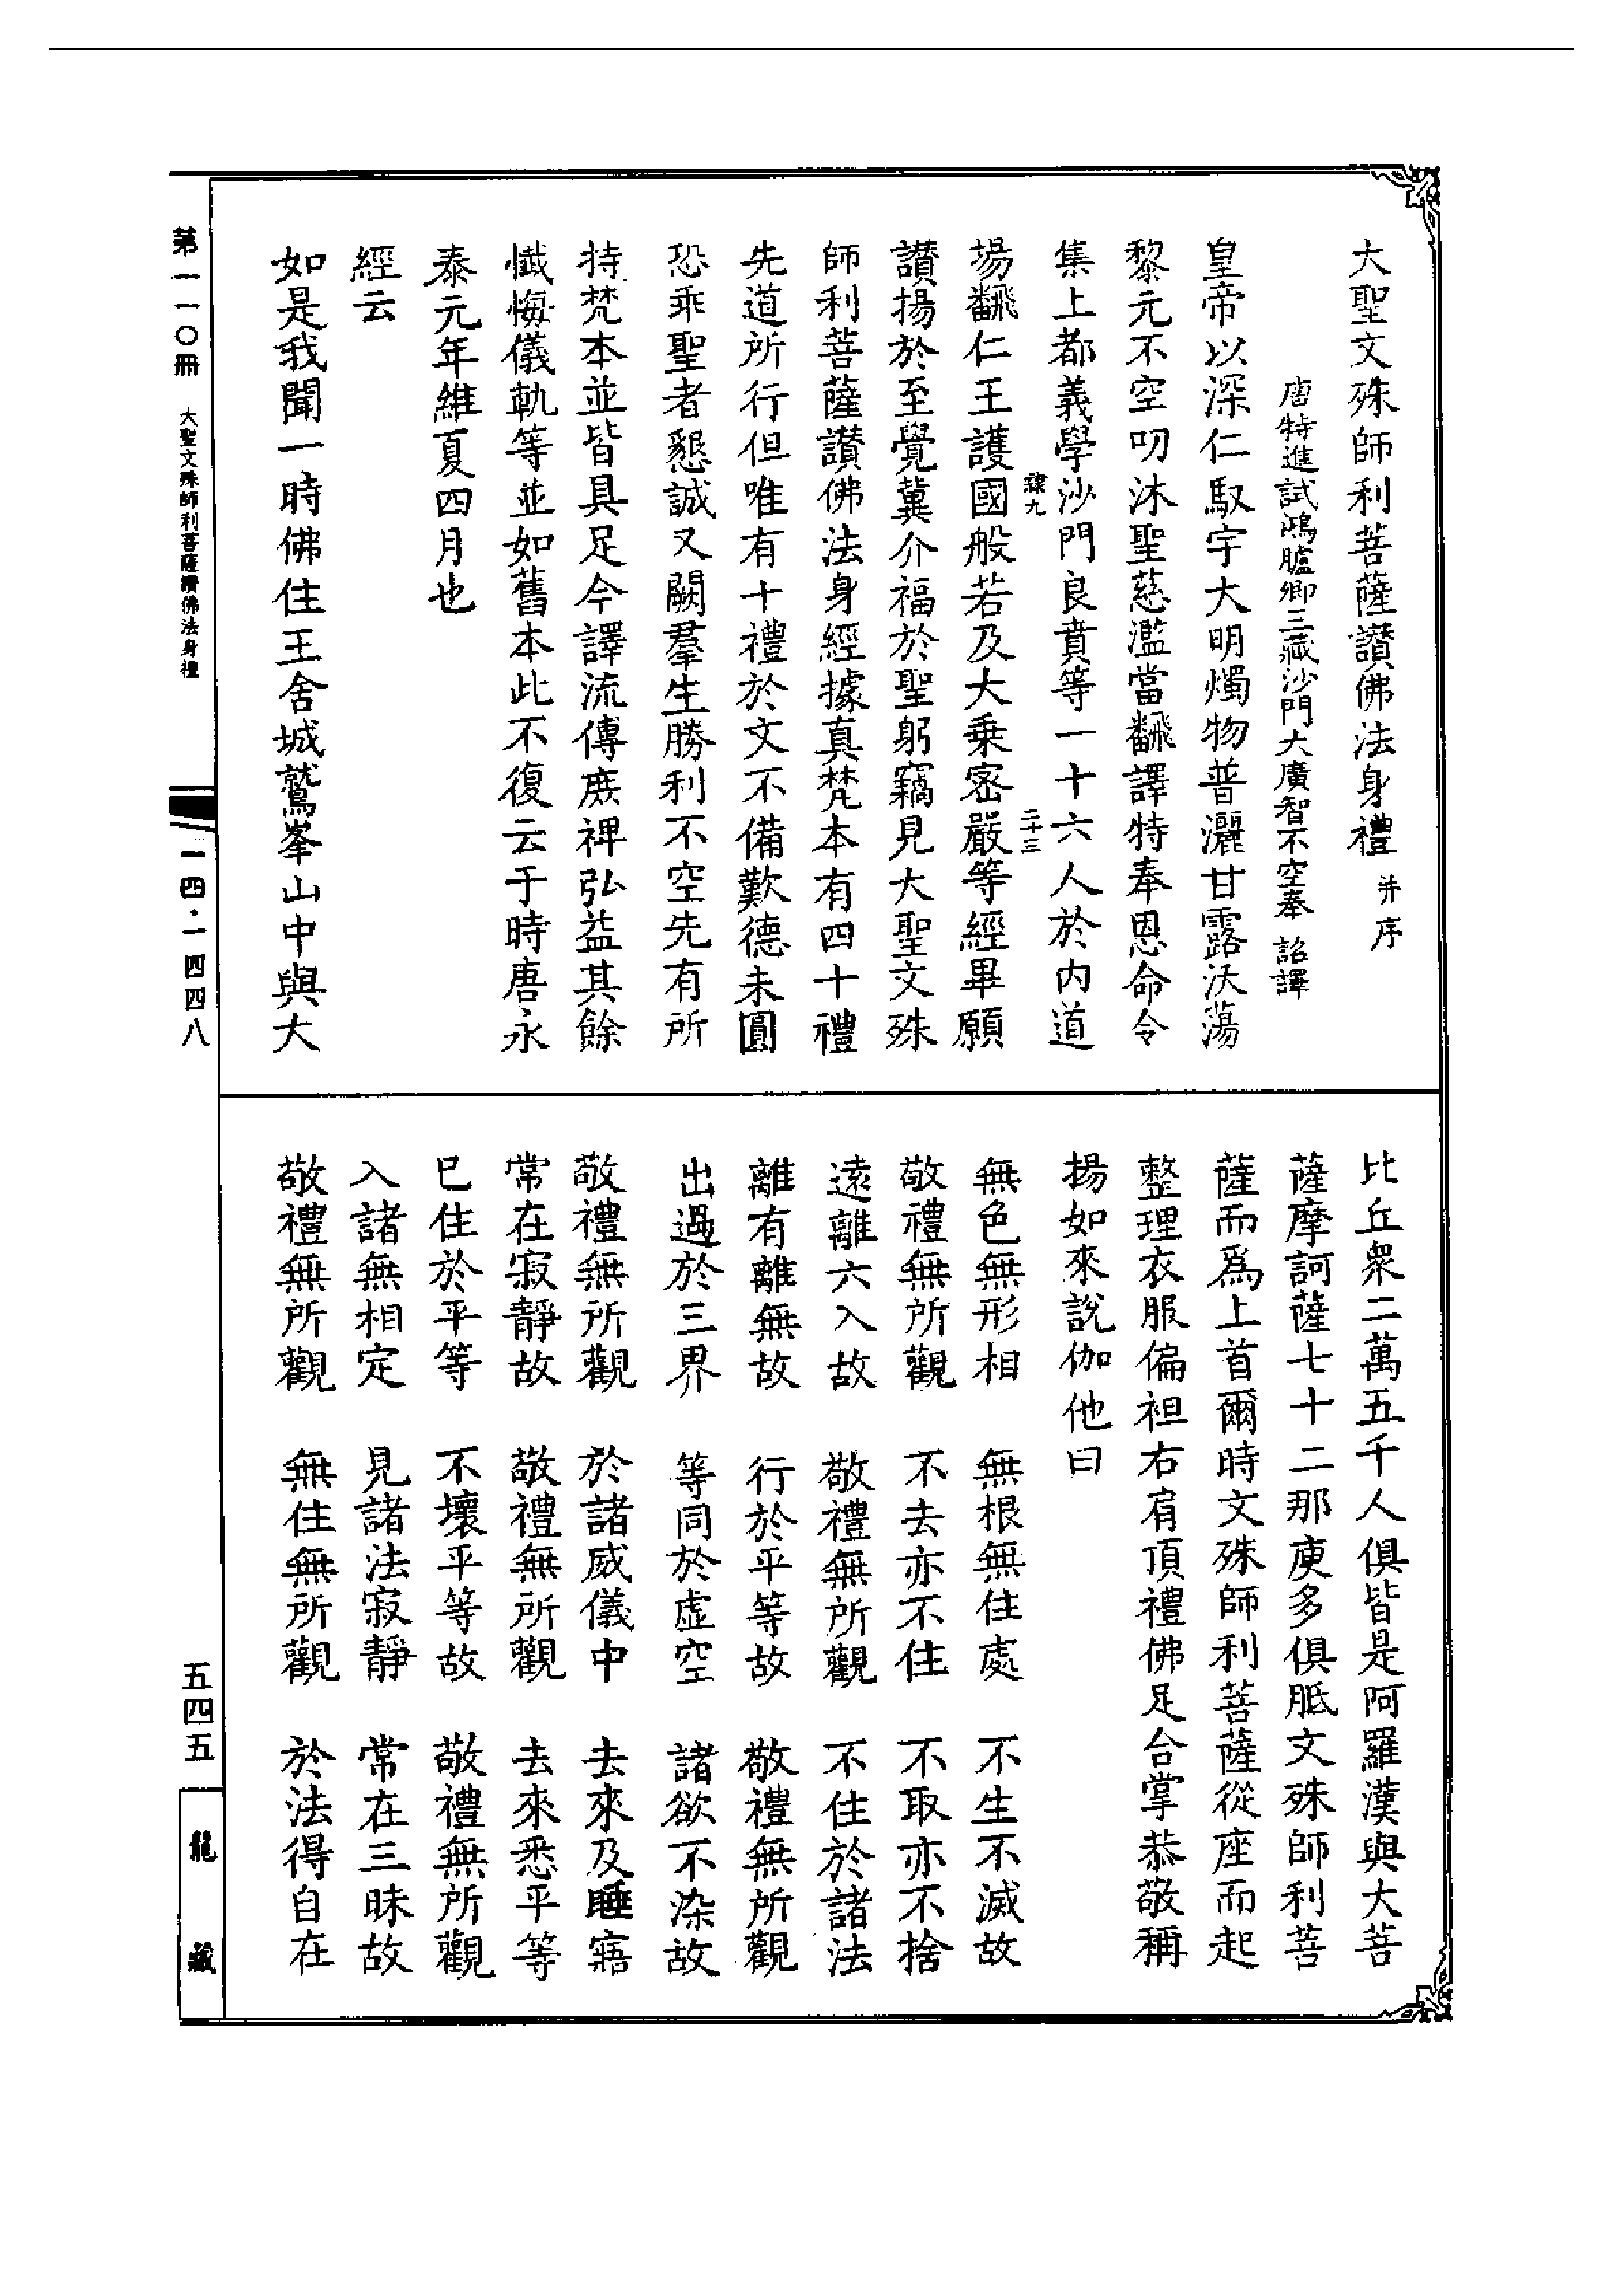 大聖文殊師利菩薩讃佛法身禮并序
唐特進試鴻臚卿三藏沙門大廣智不空奉 詔譯
皇帝以深仁馭宇大明燭物普灑甘露沃蕩
黎元不空叨沐聖慈濫當飜譯特奉恩命令
集上都義學沙門良賁等一十六人於内道
𣜩九 二十三
場飜仁王護國般若及大乗宻嚴等經畢願
讃揚於至覺冀介福於聖躬竊見大聖文殊
師利菩薩讃佛法身經據真梵本有四十禮
先道所行但唯有十禮於文不備歎德未圓
恐乖聖者懇誠又闕羣生勝利不空先有所
持梵本並皆具足今譯流傳庶裨弘益其餘
懺悔儀軌等並如舊本此不復云于時唐永
泰元年維夏四月也
經云
如是我聞一時佛住王舍城鷲峯山中與大
比丘衆二萬五千人俱皆是阿羅漢與大菩
薩摩訶薩七十二那庾多俱胝文殊師利菩
薩而爲上首爾時文殊師利菩薩從座而起
整理衣服偏袒右肩頂禮佛足合掌恭敬稱
揚如來說伽他曰
無色無形相 無根無住處 不生不滅故
敬禮無所觀 不去亦不住 不取亦不捨
遠離六入故 敬禮無所觀 不住於諸法
離有離無故 行於平等故 敬禮無所觀
出過於三界 等同於虛空 諸欲不染故
敬禮無所觀 於諸威儀中 去來及睡寤
常在寂靜故 敬禮無所觀 去來悉平等
已住於平等 不壞平等故 敬禮無所觀
入諸無相定 見諸法寂靜 常在三昧故
敬禮無所觀 無住無所觀 於法得自在
第一一〇冊 大聖文殊師利菩薩讚佛法身禮
一四·一四四八
五四五
龍藏